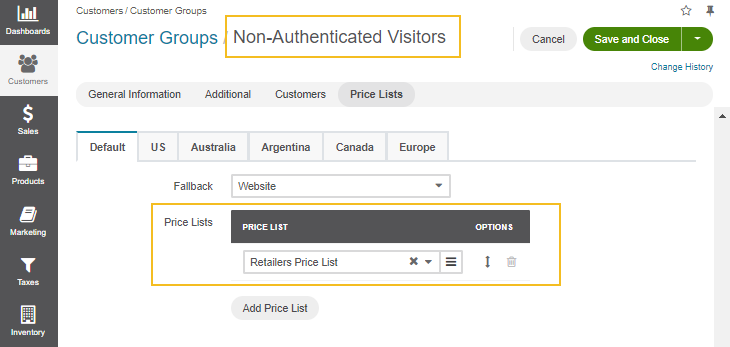 Dashboards
Customers
Sales
Products
Marketing
Taxes
Inventory
Customers / Customer Groups
Customer Groups / Non-Authenticated Visitors
Cancel
Save and Close
Change History
General Information
Additional
Customers
Price Lists
Default
US
Australia
Argentina
Canada
Europe
Fallback
Website
Price Lists
PRICE LIST
OPTIONS
Retailers Price List
Add Price List